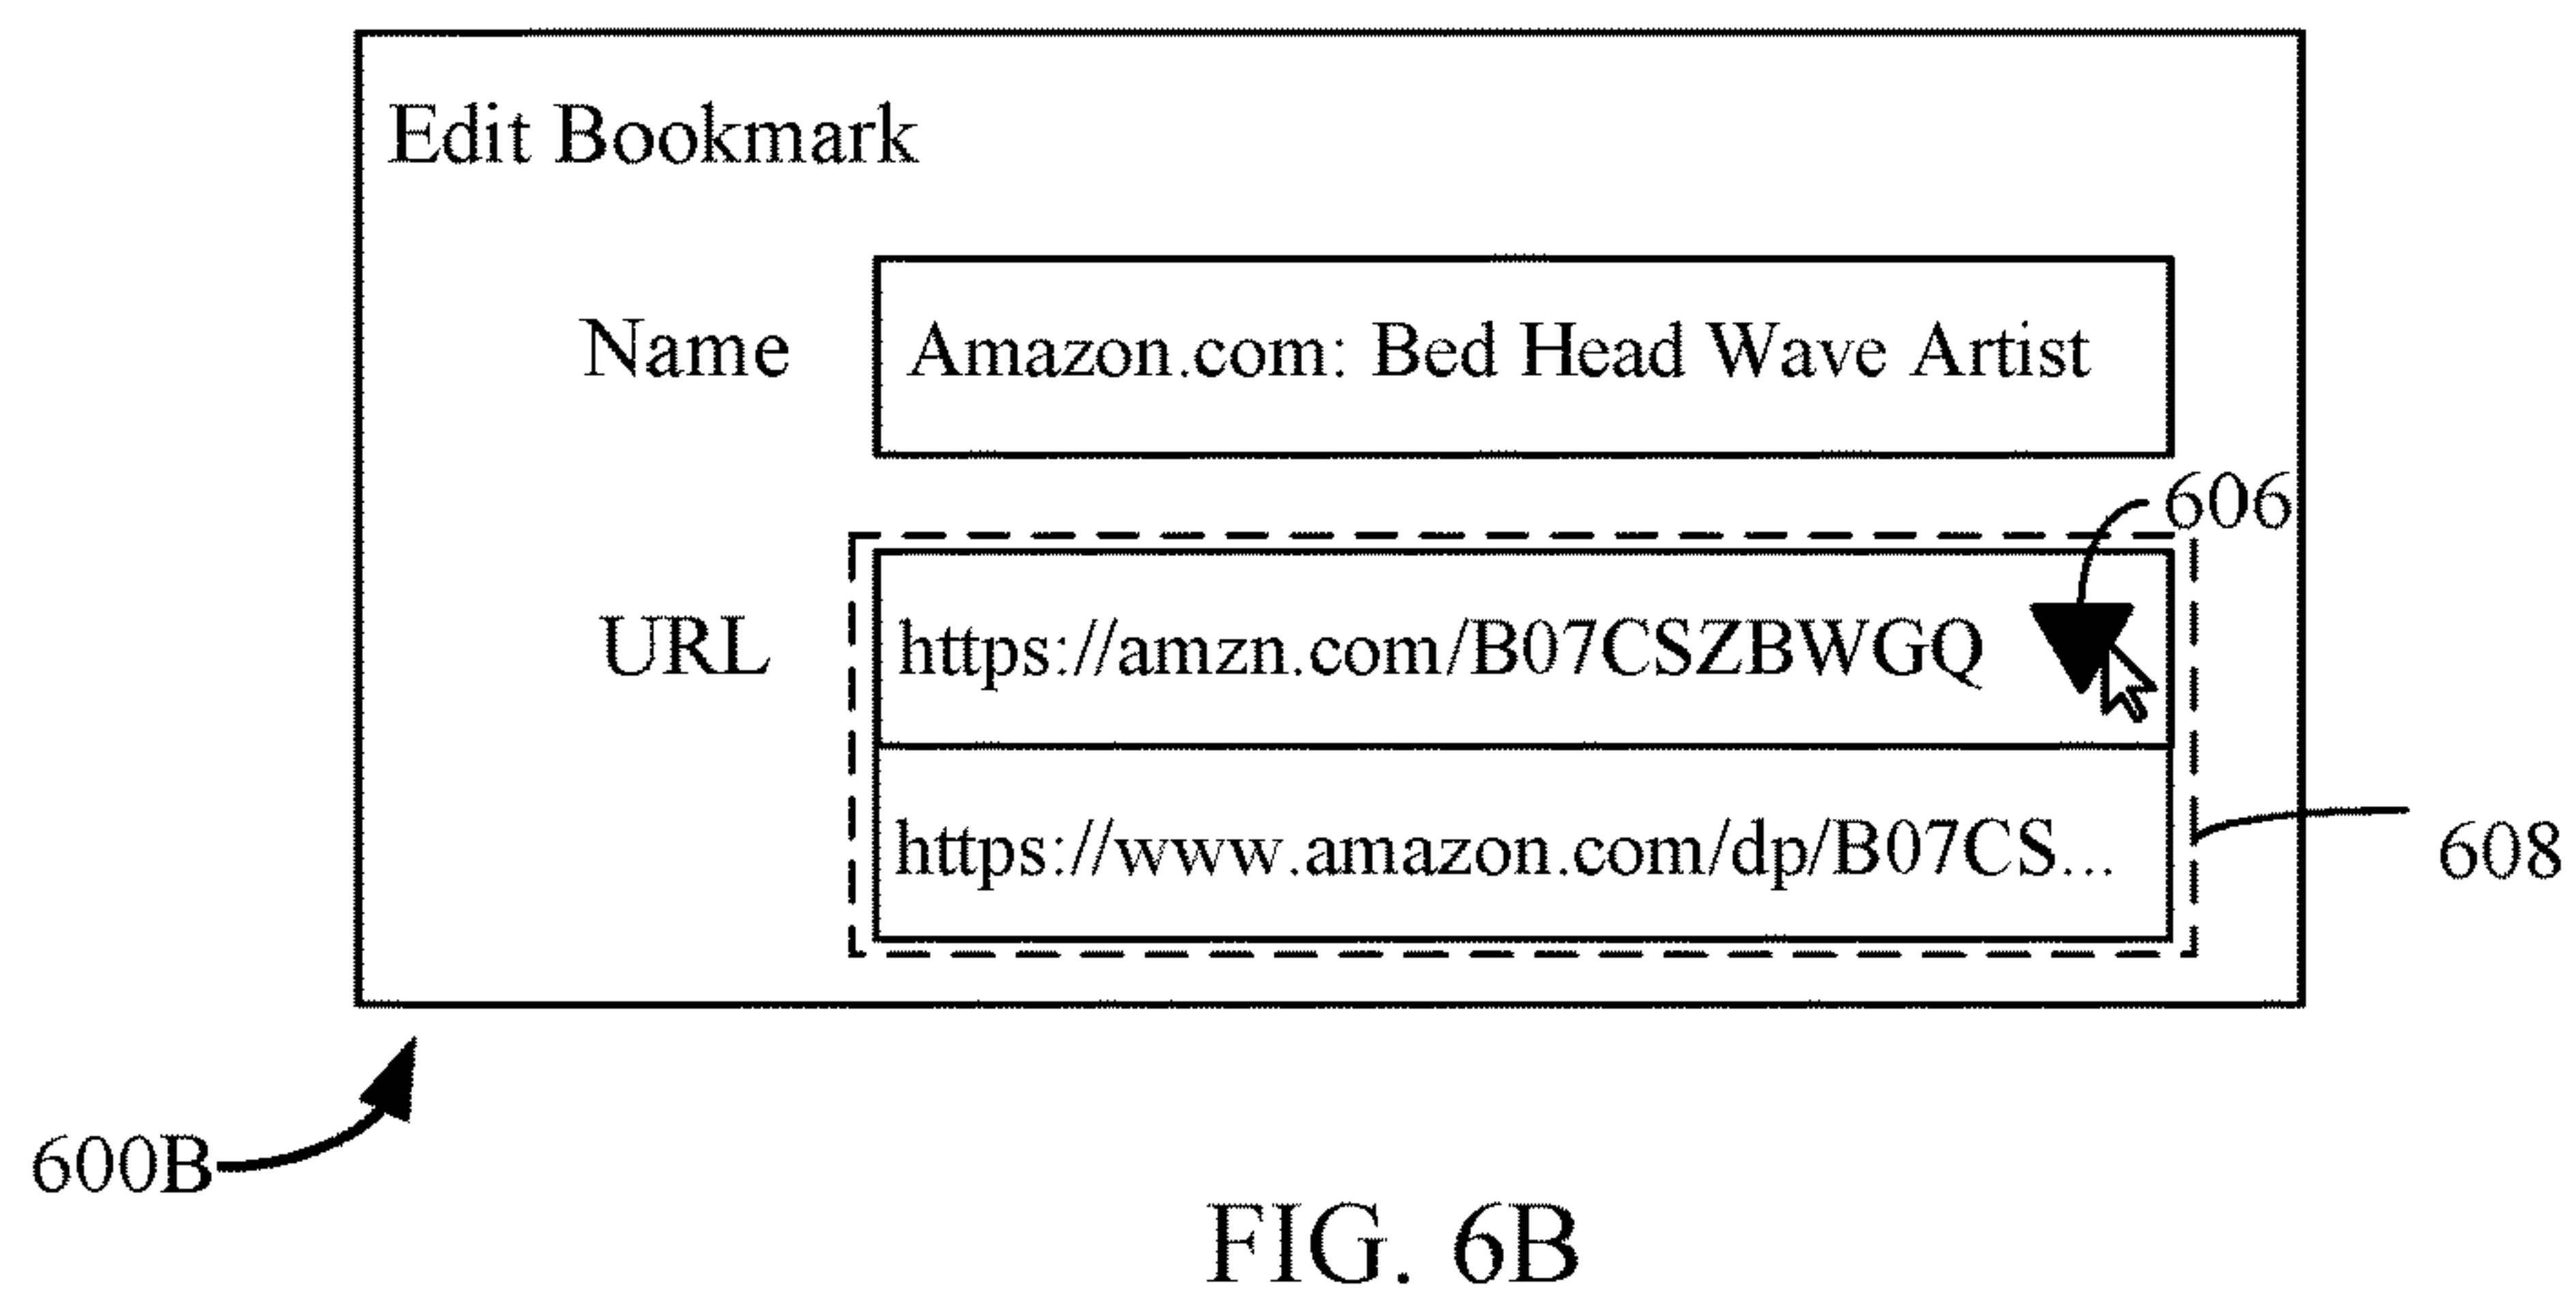 Edit Bookmark
Name
Amazon.com: Bed Head Wave Artist
606
URL
https://amzn.com/B07CSZBWGQ
https://www.amazon.com/dp/B07CS...
608
600B
FIG. 6B